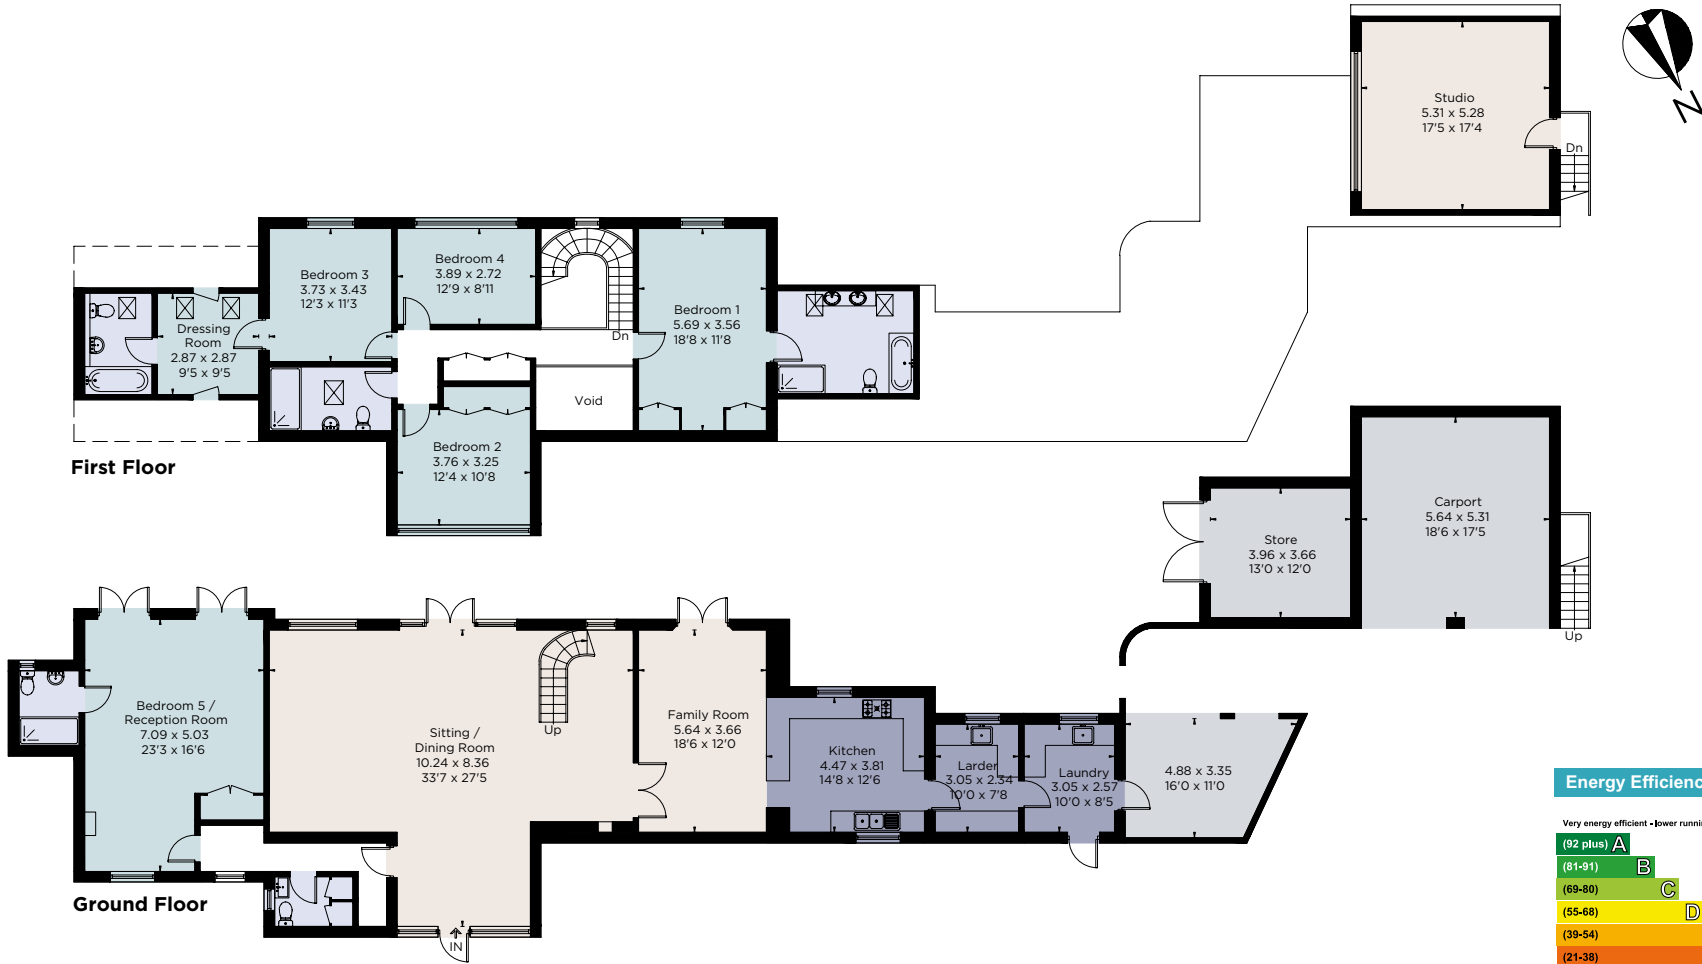 Studio
5.31 x 5.28
17'5 x 17'4
N
Dn
Bedroom 3
3.73 x 3.43
12'3 x 11'3
Bedroom 4
3.89 x 2.72
12'9 x 8'11
Bedroom 1
5.69 x 3.56
18'8 x 11'8
Dressing
Room
2.87 x 2.87
9'5 x 9'5
Dn
Void
Bedroom 2
3.76 x 3.25
12'4 x 10'8
First Floor
Carport
5.64 x 5.31
18'6 x 17'5
Store
3.96 x 3.66
13'0 x 12'0
Up
Bedroom 5 /
Reception Room
7.09 x 5.03
23'3 x 16'6
Sitting /
Dining Room
10.24 x 8.36
33'7 x 27'5
Up
Family Room
5.64 x 3.66
18'6 x 12'0
Kitchen
4.47 x 3.81
14'8 x 12'6
Larder
3.05 x 2.34
10'0 x 7'8
Laundry
3.05 x 2.57
10'0 x 8'5
4.88 x 3.35
16'0 x 11'0
IN
Ground Floor
Energy Efficienc
Very energy efficient - lower runni
(92 plus) A
(81-91) B
(69-80) C
(55-68) D
(39-54)
(21-38)